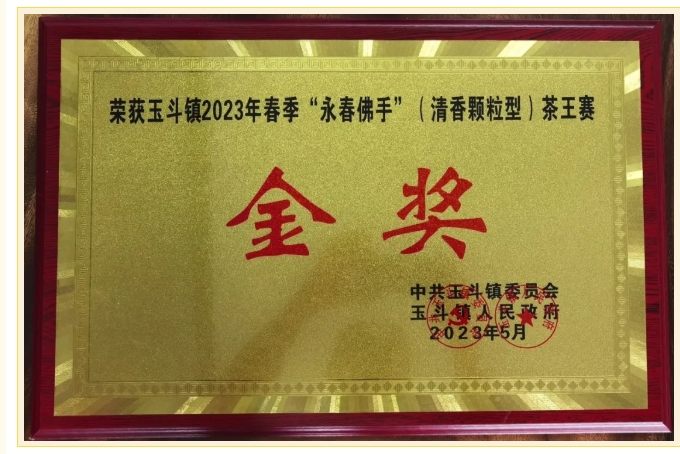 荣获玉斗镇2023年春季“永春佛手”（清香颗粒型）茶王赛
金奖
中共玉斗镇委员会
玉斗镇人民政府
2023年5月